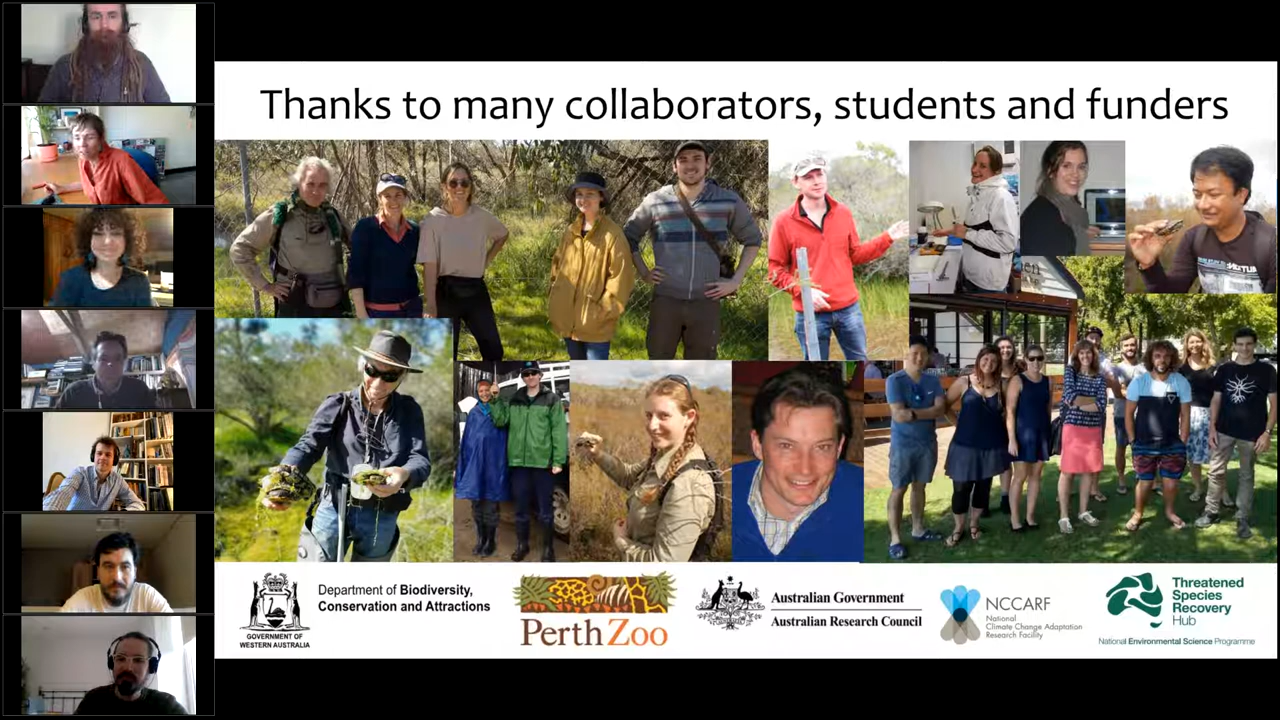 Thanks to many collaborators, students and funders
GOVERNMENT OF
WESTERN AUSTRALIA
Department of Biodiversity,
Conservation and Attractions
Perth Zoo
Australian Government
Australian Research Council
NCCARF
National
Climate Change Adaptation
Research Facility
Threatened
Species
Recovery
Hub
National Environmental Science Programme